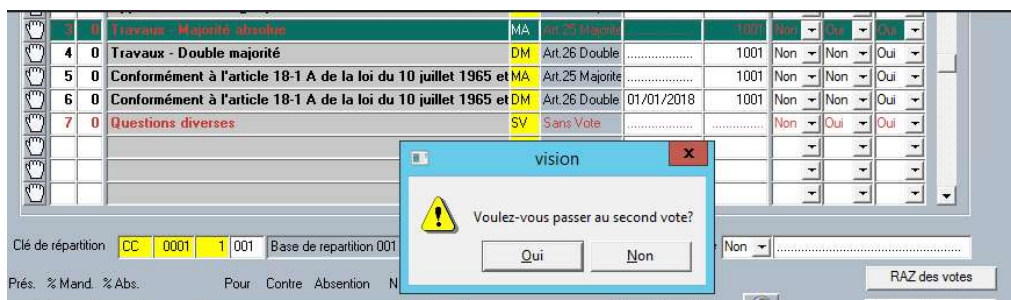 3 0 Travaux - Majorité absolue MA Art.25 Majorite 1001 Non Oui Oui
4 0 Travaux - Double majorité DM Art.26 Double 1001 Non Non Oui
5 0 Conformément à l'article 18-1 A de la loi du 10 juillet 1965 et MA Art.25 Majorite 1001 Non Non Oui
6 0 Conformément à l'article 18-1 A de la loi du 10 juillet 1965 et DM Art.26 Double 01/01/2018 1001 Non Non Oui
7 0 Questions diverses SV Sans Vote Non Oui Oui
vision
x
Voulez-vous passer au second vote?
Oui Non
Clé de répartition CC 0001 1 001 Base de repartition 001 Non
RAZ des votes
Prés. % Mand. % Abs. Pour Contre Absention N